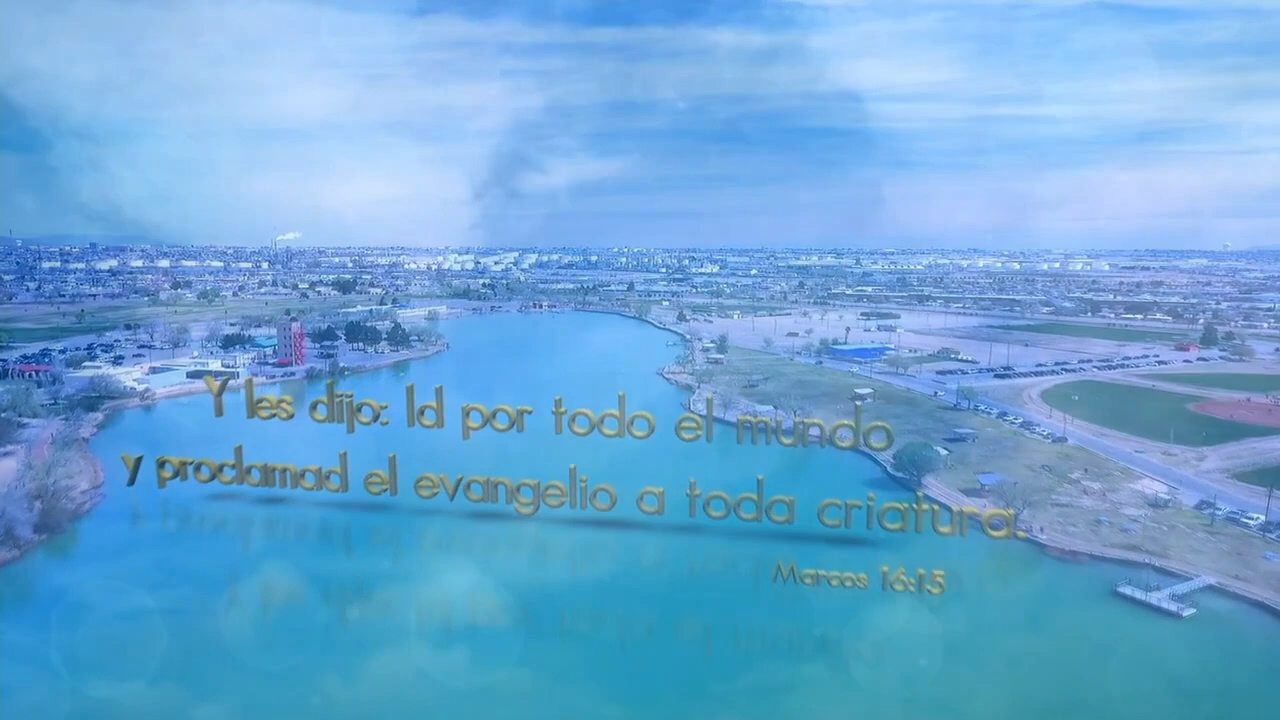 Y les dijo: Id por todo el mundo
y proclamad el evangelio a toda criatura.
Marcos 16:15